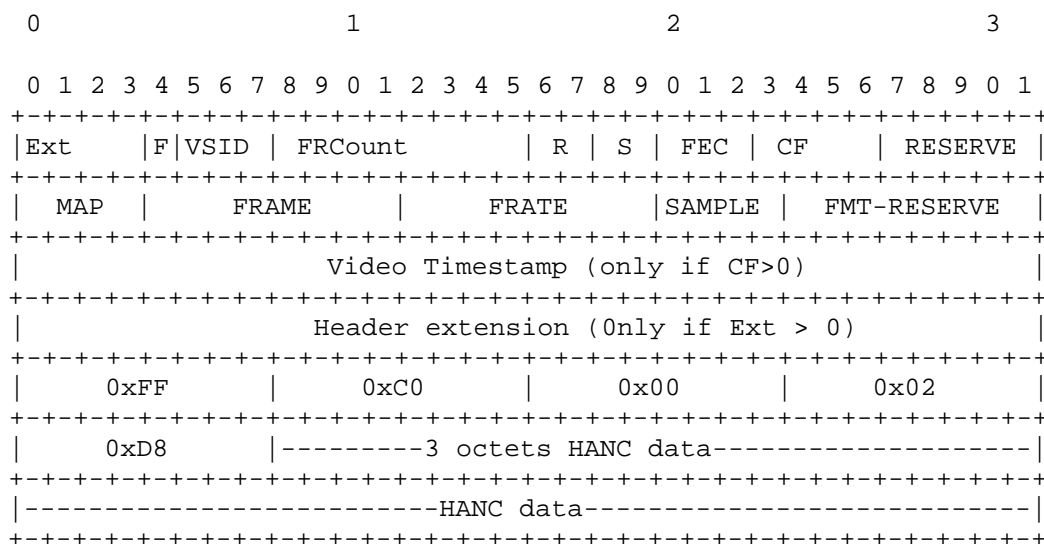 0                   1                   2                   3
0 1 2 3 4 5 6 7 8 9 0 1 2 3 4 5 6 7 8 9 0 1 2 3 4 5 6 7 8 9 0 1
+-+-+-+-+-+-+-+-+-+-+-+-+-+-+-+-+-+-+-+-+-+-+-+-+-+-+-+-+-+-+-+-+
|Ext    |F|VSID |  FRCount      | R | S | FEC | CF    | RESERVE |
+-+-+-+-+-+-+-+-+-+-+-+-+-+-+-+-+-+-+-+-+-+-+-+-+-+-+-+-+-+-+-+-+
|  MAP  |     FRAME     |     FRATE     |SAMPLE |  FMT-RESERVE  |
+-+-+-+-+-+-+-+-+-+-+-+-+-+-+-+-+-+-+-+-+-+-+-+-+-+-+-+-+-+-+-+-+
|                   Video Timestamp (only if CF>0)              |
+-+-+-+-+-+-+-+-+-+-+-+-+-+-+-+-+-+-+-+-+-+-+-+-+-+-+-+-+-+-+-+-+
|                  Header extension (0nly if Ext > 0)           |
+-+-+-+-+-+-+-+-+-+-+-+-+-+-+-+-+-+-+-+-+-+-+-+-+-+-+-+-+-+-+-+-+
|     0xFF      |     0xC0      |     0x00      |     0x02      |
+-+-+-+-+-+-+-+-+-+-+-+-+-+-+-+-+-+-+-+-+-+-+-+-+-+-+-+-+-+-+-+-+
|     0xD8      |---------3 octets HANC data--------------------|
+-+-+-+-+-+-+-+-+-+-+-+-+-+-+-+-+-+-+-+-+-+-+-+-+-+-+-+-+-+-+-+-+
|--------------------------HANC data----------------------------|
+-+-+-+-+-+-+-+-+-+-+-+-+-+-+-+-+-+-+-+-+-+-+-+-+-+-+-+-+-+-+-+-+